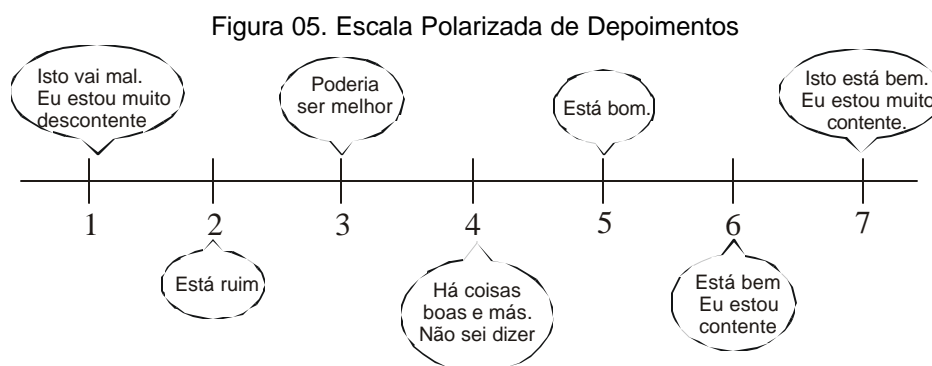 Figura 05. Escala Polarizada de Depoimentos
Isto vai mal.
Eu estou muito
descontente
Poderia
ser melhor
Está bom.
Isto está bem.
Eu estou muito
contente.
1
2
3
4
5
6
7
Está ruim
Há coisas
boas e más.
Não sei dizer
Está bem
Eu estou
contente